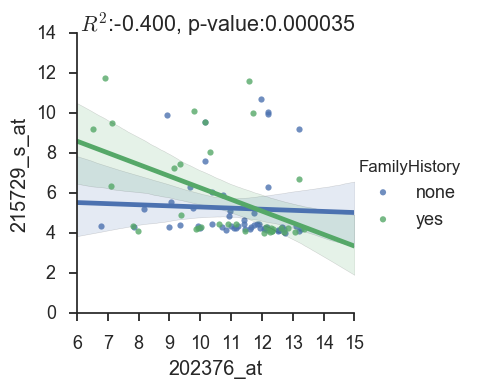 R²:-0.400, p-value:0.000035
14
12
10
8
6
4
2
0
215729_s_at
6 7 8 9 10 11 12 13 14 15
202376_at
FamilyHistory
none
yes